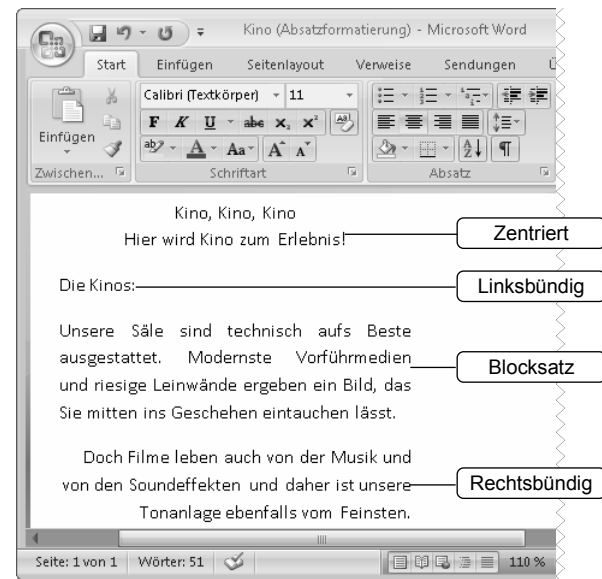 Kino (Absatzformatierung) - Microsoft Word
Start Einfügen Seitenlayout Verweise Sendungen
Calibri (Textkörper) 11
Einfügen
F K U abe X₂ X² Aa
ab A Aa A A
Zwischen... Schriftart Absatz
Kino, Kino, Kino
Hier wird Kino zum Erlebnis!
Zentriert
Die Kinos:
Linksbündig
Unsere Säle sind technisch aufs Beste
ausgestattet. Modernste Vorführmedien
und riesige Leinwände ergeben ein Bild, das
Sie mitten ins Geschehen eintauchen lässt.
Blocksatz
Doch Filme leben auch von der Musik und
von den Soundeffekten und daher ist unsere
Tonanlage ebenfalls vom Feinsten.
Rechtsbündig
Seite: 1 von 1 Wörter: 51 110 %